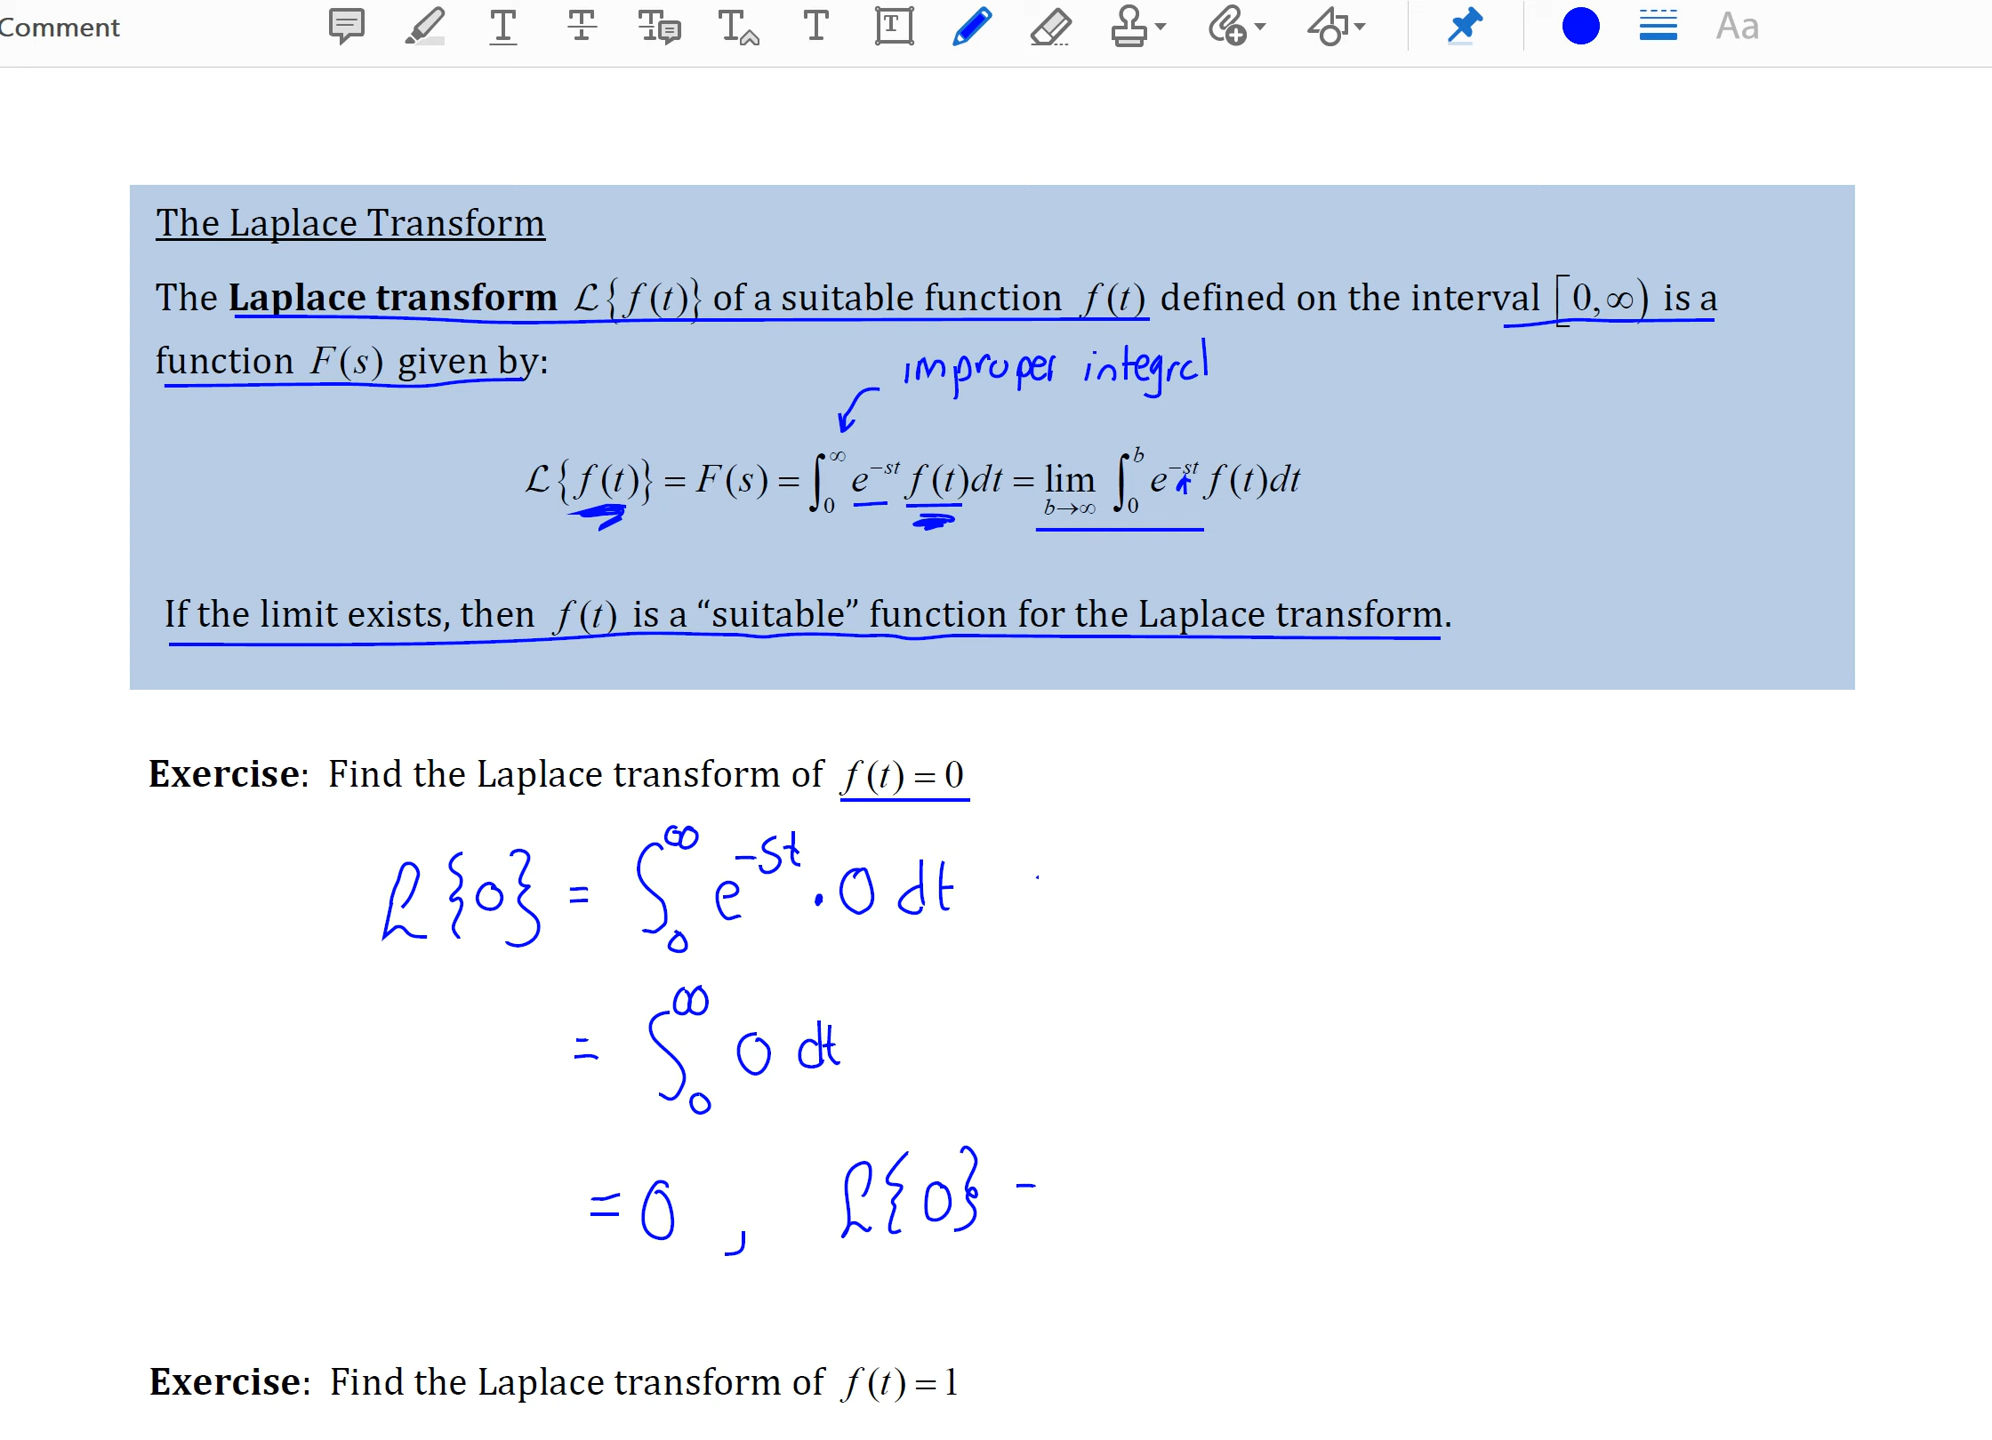 Comment
Aa
The Laplace Transform
The Laplace transform ℒ{f(t)} of a suitable function f(t) defined on the interval [0,∞) is a
function F(s) given by:
improper integral
ℒ{f(t)} = F(s) = ∫₀^∞ e^{-st} f(t)dt = lim_{b→∞} ∫₀^b e^{-st} f(t)dt
If the limit exists, then f(t) is a “suitable” function for the Laplace transform.
Exercise: Find the Laplace transform of f(t) = 0
ℒ{0} = ∫₀^∞ e^{-st} · 0 dt
= ∫₀^∞ 0 dt
= 0 , ℒ{0} -
Exercise: Find the Laplace transform of f(t) = 1